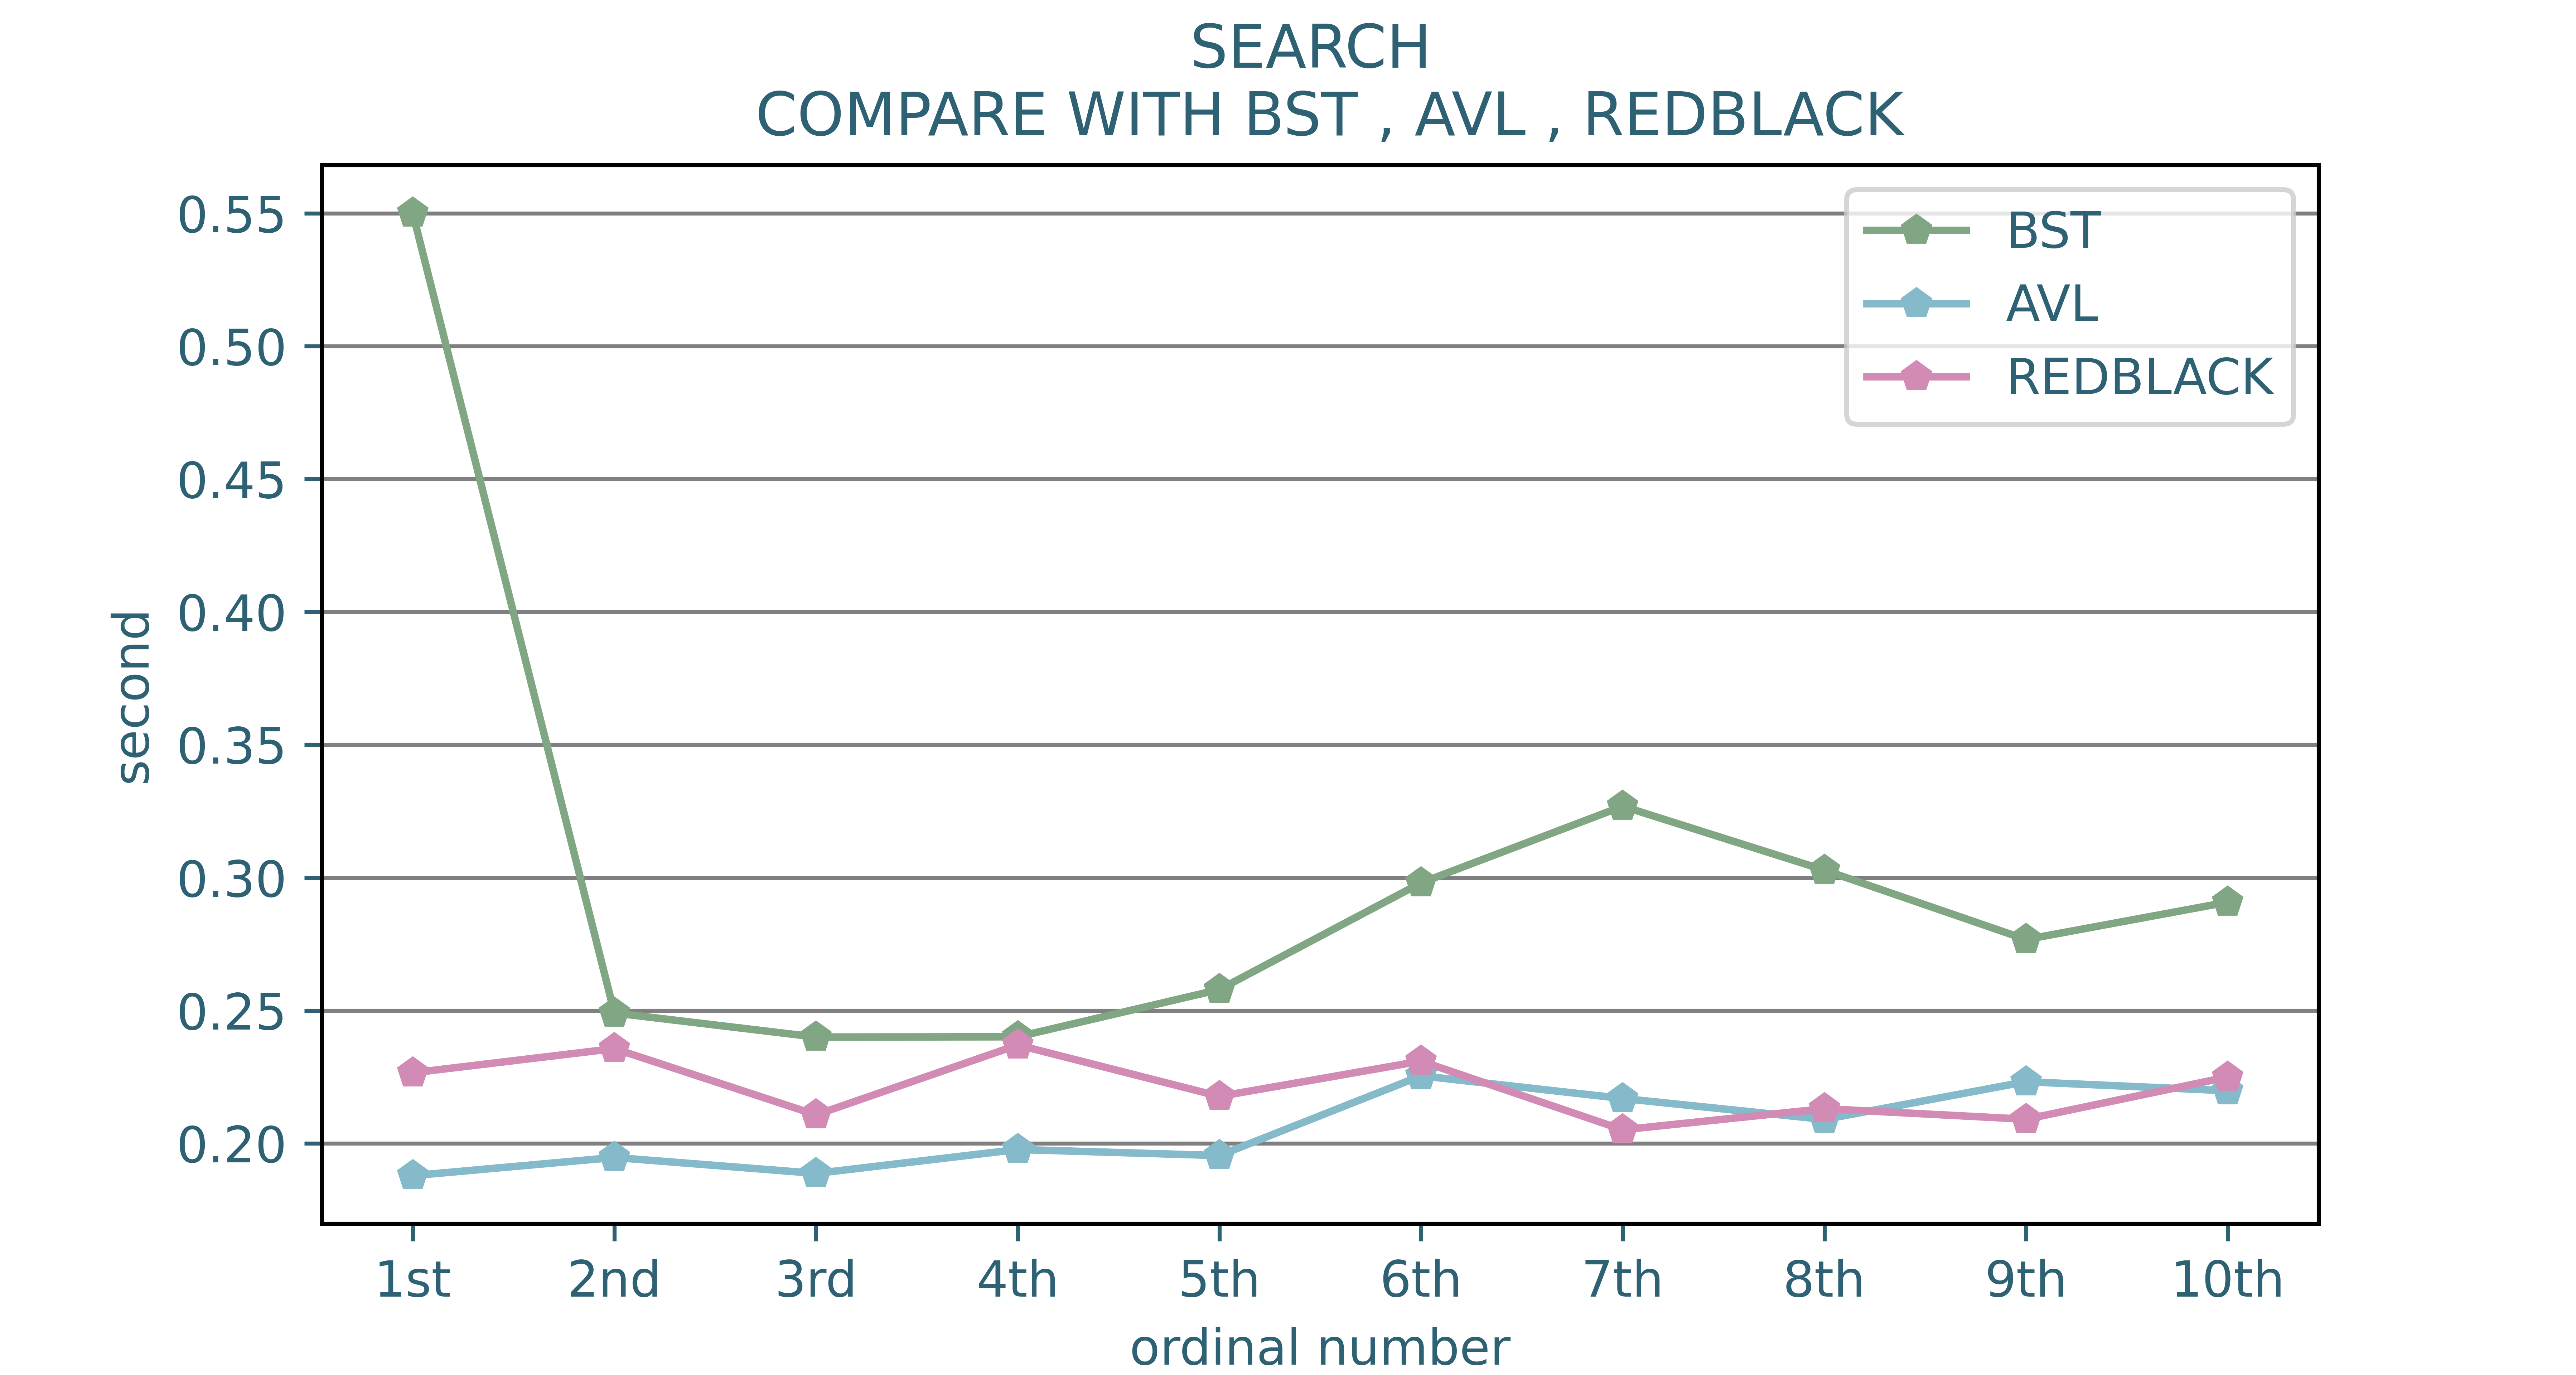 SEARCH
COMPARE WITH BST , AVL , REDBLACK
BST
AVL
REDBLACK
0.55
0.50
0.45
0.40
0.35
0.30
0.25
0.20
second
1st 2nd 3rd 4th 5th 6th 7th 8th 9th 10th
ordinal number